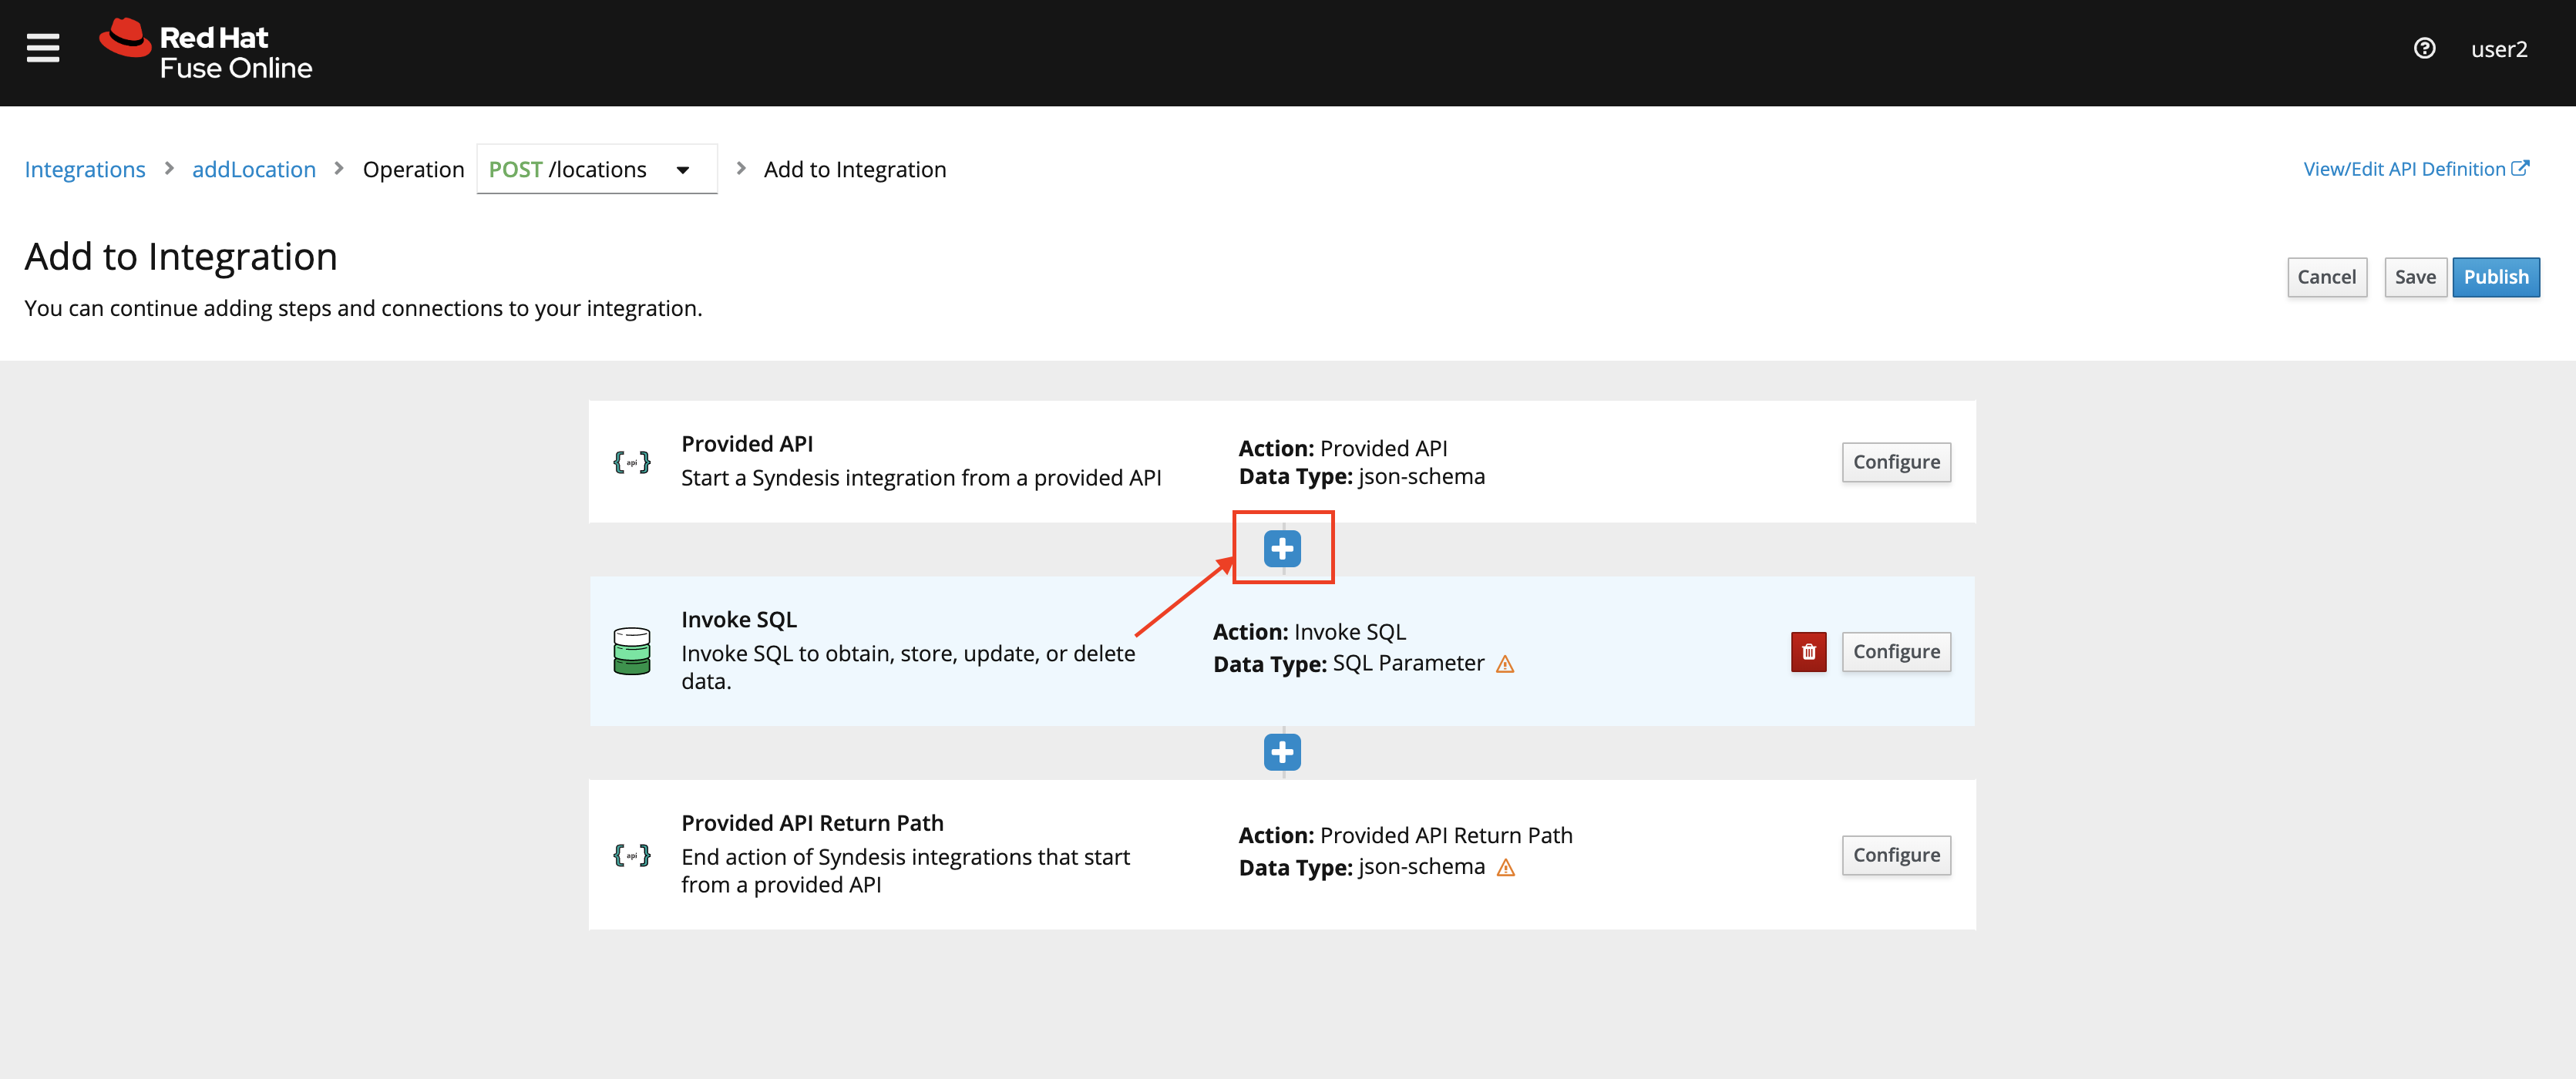 Red Hat
Fuse Online
user2
Integrations > addLocation > Operation POST /locations > Add to Integration
View/Edit API Definition
Add to Integration
You can continue adding steps and connections to your integration.
Cancel Save Publish
api
Provided API
Start a Syndesis integration from a provided API
Action: Provided API
Data Type: json-schema
Configure
Invoke SQL
Invoke SQL to obtain, store, update, or delete
data.
Action: Invoke SQL
Data Type: SQL Parameter
Configure
api
Provided API Return Path
End action of Syndesis integrations that start
from a provided API
Action: Provided API Return Path
Data Type: json-schema
Configure